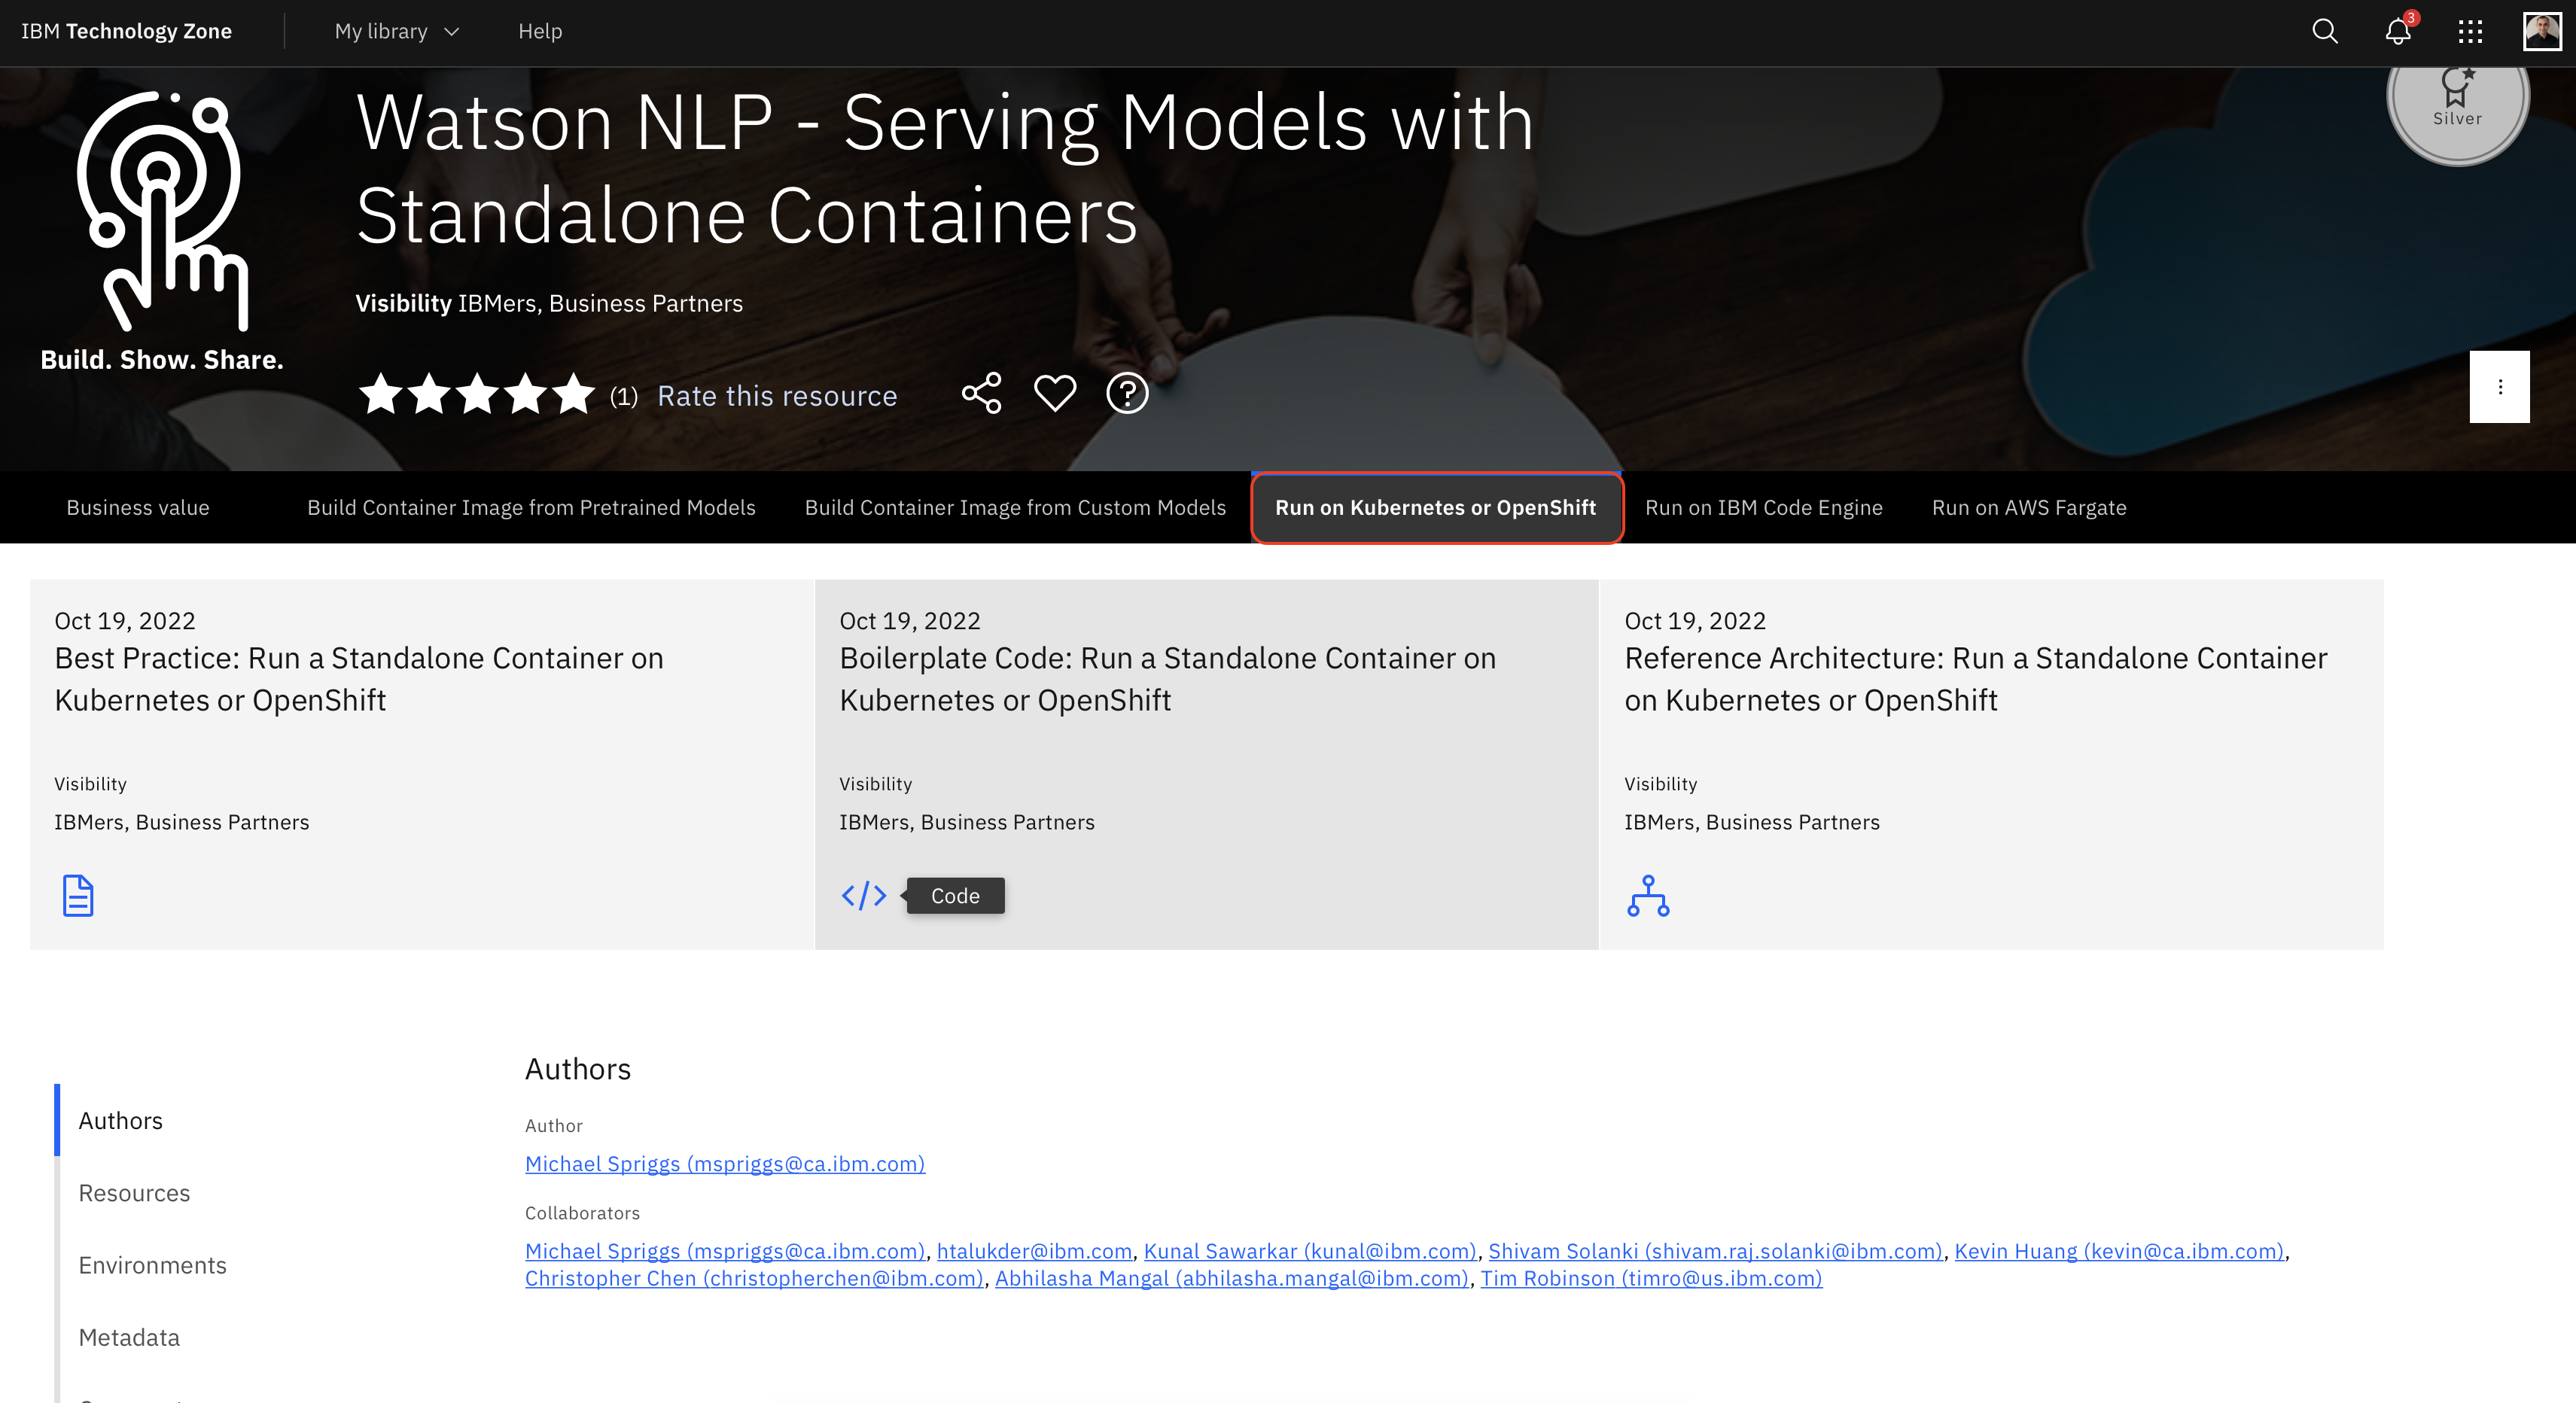 IBM Technology Zone
My library
Help
3
Watson NLP - Serving Models with
Standalone Containers
Silver
Visibility IBMers, Business Partners
Build. Show. Share.
(1) Rate this resource
Business value
Build Container Image from Pretrained Models
Build Container Image from Custom Models
Run on Kubernetes or OpenShift
Run on IBM Code Engine
Run on AWS Fargate
Oct 19, 2022
Best Practice: Run a Standalone Container on
Kubernetes or OpenShift
Visibility
IBMers, Business Partners
Oct 19, 2022
Boilerplate Code: Run a Standalone Container on
Kubernetes or OpenShift
Visibility
IBMers, Business Partners
Code
Oct 19, 2022
Reference Architecture: Run a Standalone Container
on Kubernetes or OpenShift
Visibility
IBMers, Business Partners
Authors
Resources
Environments
Metadata
Authors
Author
Michael Spriggs (mspriggs@ca.ibm.com)
Collaborators
Michael Spriggs (mspriggs@ca.ibm.com), htalukder@ibm.com, Kunal Sawarkar (kunal@ibm.com), Shivam Solanki (shivam.raj.solanki@ibm.com), Kevin Huang (kevin@ca.ibm.com),
Christopher Chen (christopherchen@ibm.com), Abhilasha Mangal (abhilasha.mangal@ibm.com), Tim Robinson (timro@us.ibm.com)